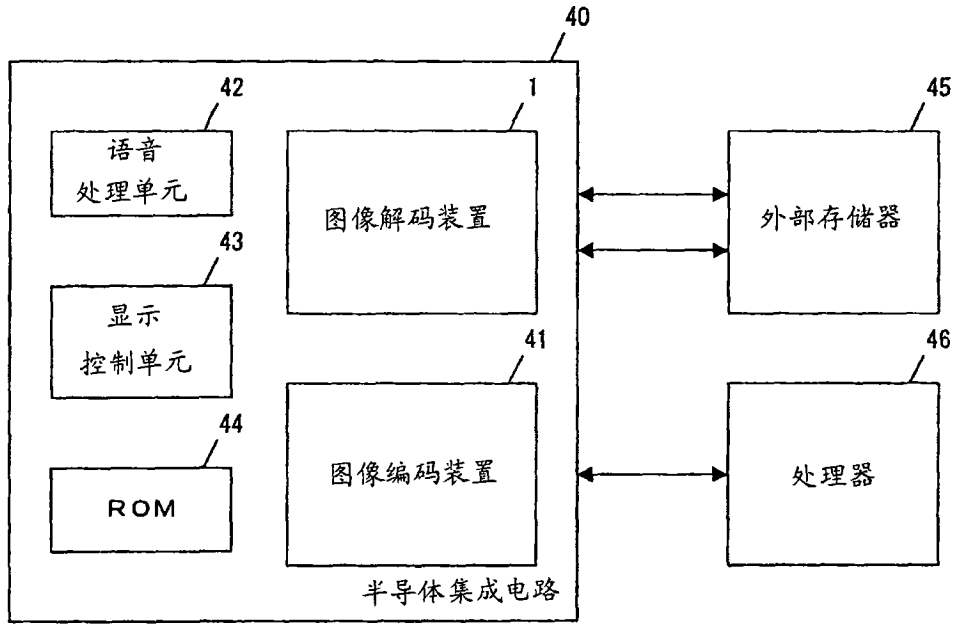 40
42
1
45
语音
处理单元
图像解码装置
外部存储器
43
显示
控制单元
41
46
44
图像编码装置
处理器
ROM
半导体集成电路